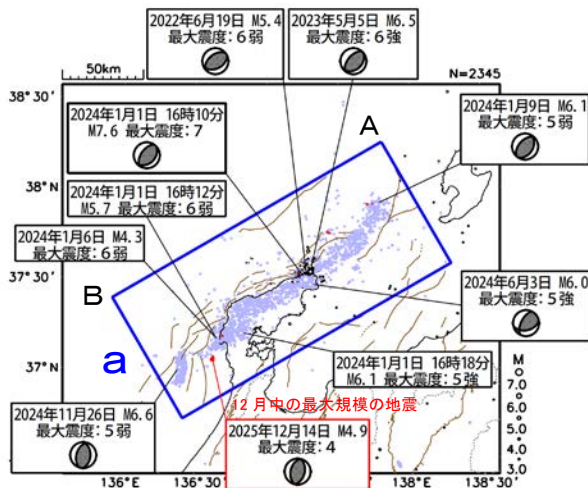 2022年6月19日 M5.4
最大震度：6弱
2023年5月5日 M6.5
最大震度：6強
50km
N=2345
38°30′
2024年1月1日 16時10分
M7.6 最大震度：7
A
2024年1月9日 M6.1
最大震度：5弱
38°N
2024年1月1日 16時12分
M5.7 最大震度：6弱
2024年1月6日 M4.3
最大震度：6弱
37°30′
B
2024年6月3日 M6.0
最大震度：5強
a
37°N
2024年1月1日 16時18分
M6.1 最大震度：5強
M
7.0
6.0
5.0
4.0
3.0
12月中の最大規模の地震
2024年11月26日 M6.6
最大震度：5弱
2025年12月14日 M4.9
最大震度：4
136°E
136°30′
138°
138°30′